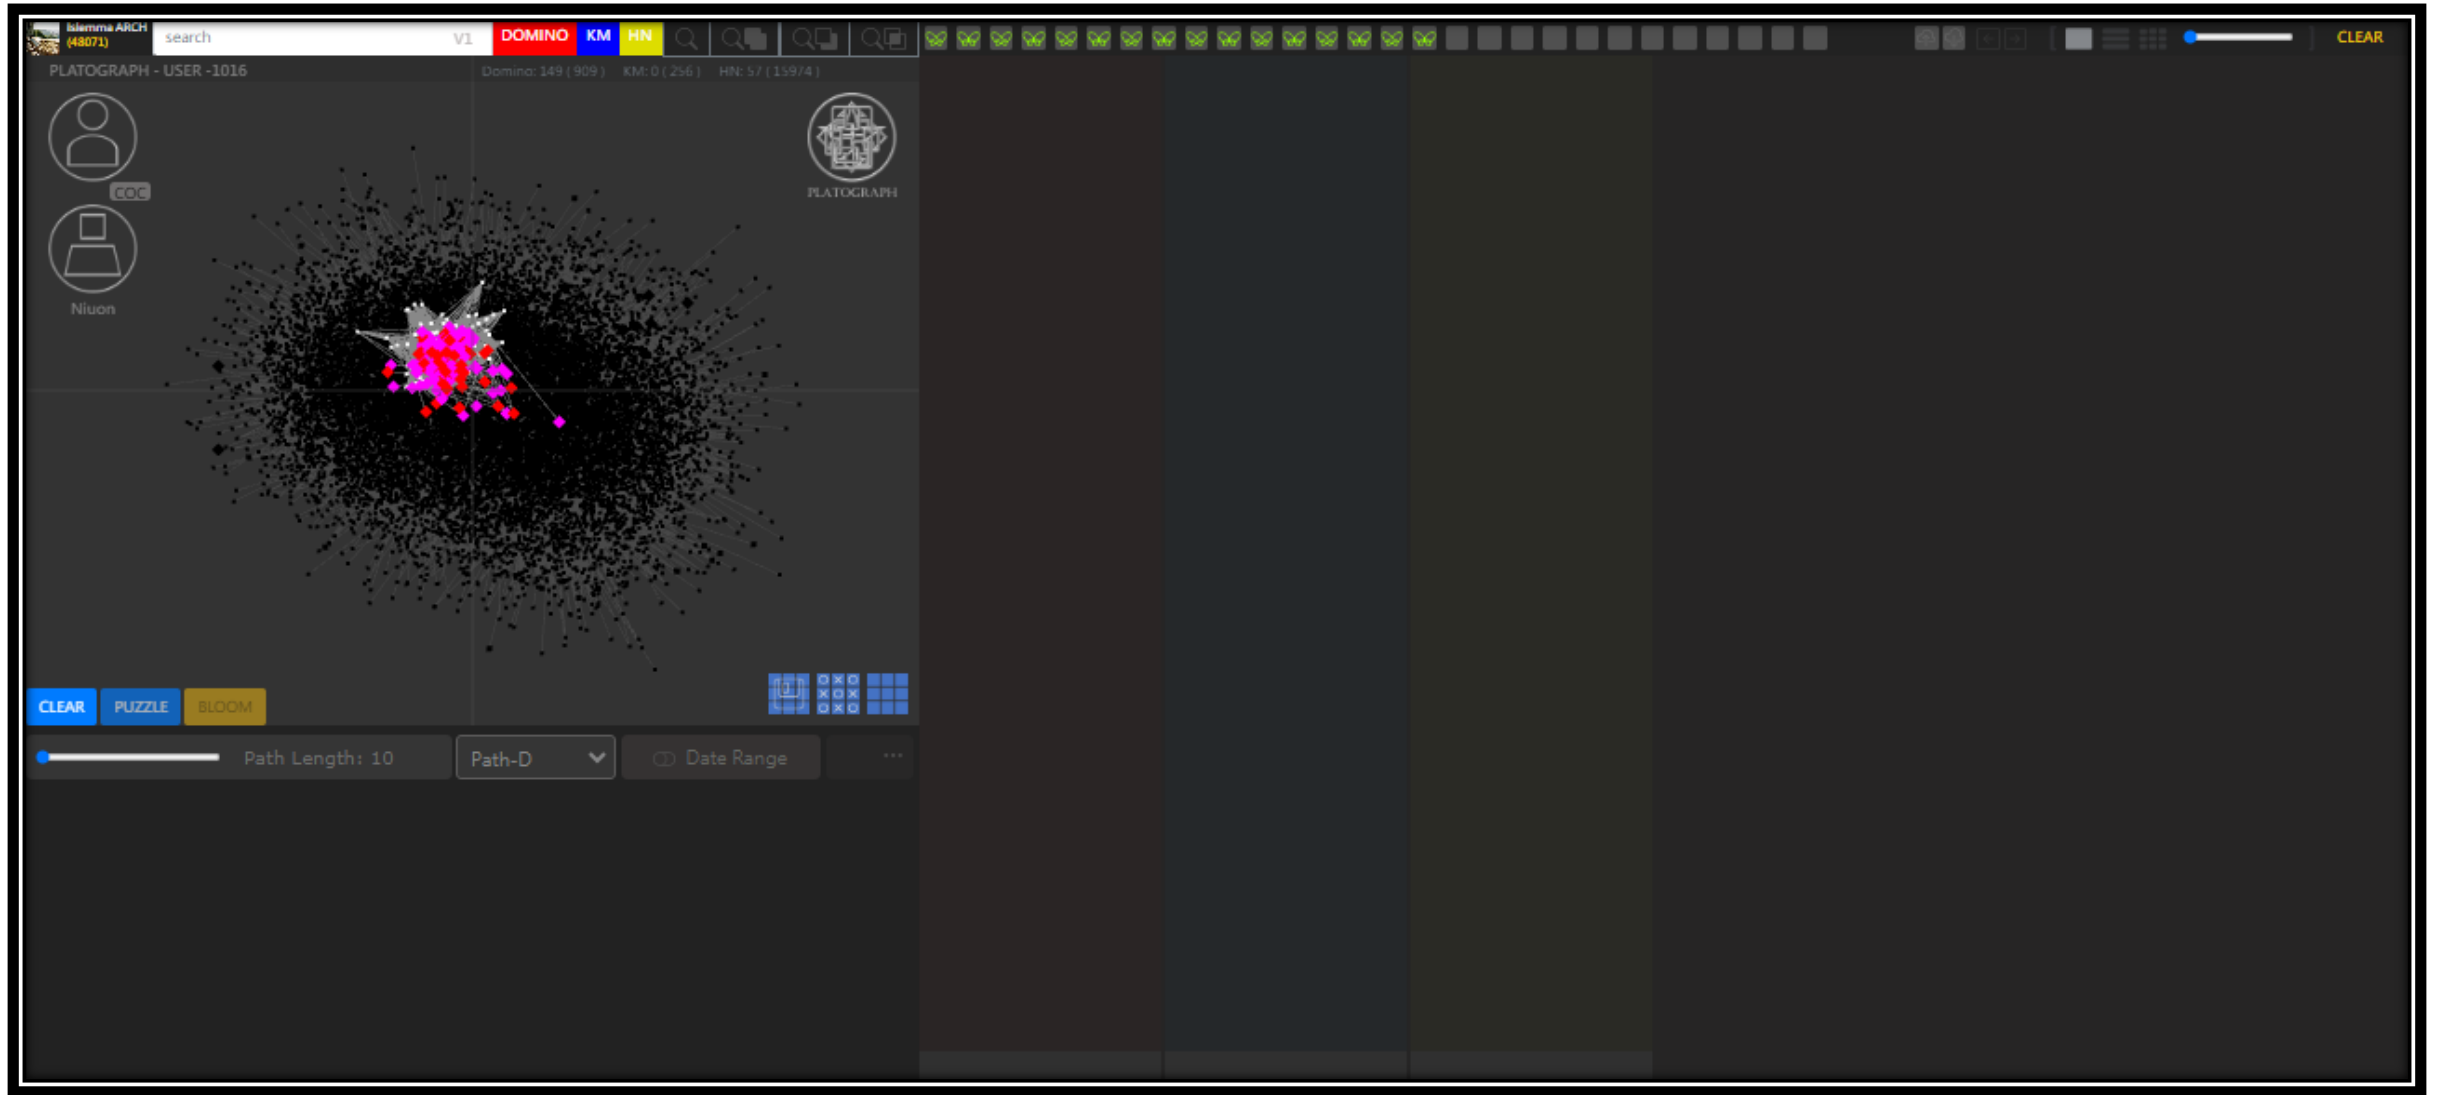 Islemma ARCH
(48071)
search V1 DOMINO KM HN CLEAR
PLATOGRAPH - USER -1016 Domino: 149 ( 909 ) KM: 0 ( 256 ) HN: 57 ( 15974 )
COC
PLATOGRAPH
Niuon
CLEAR PUZZLE BLOOM
Path Length: 10 Path-D Date Range ...